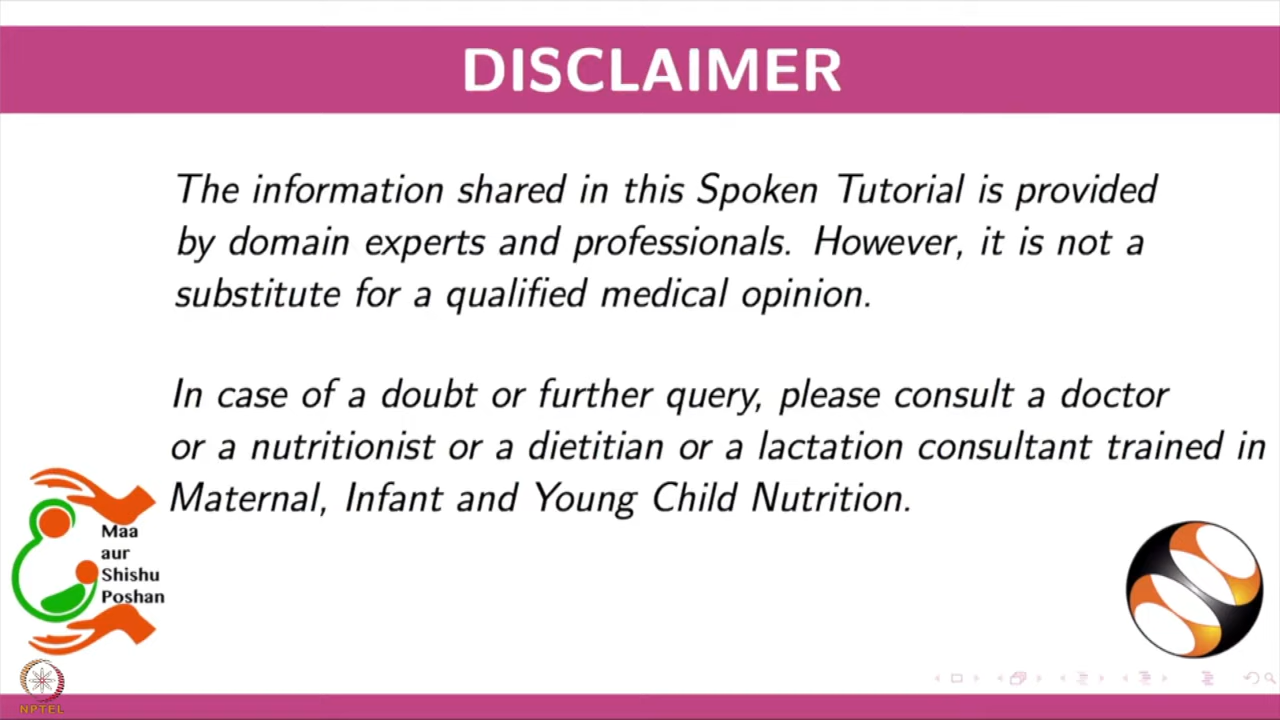 DISCLAIMER
The information shared in this Spoken Tutorial is provided
by domain experts and professionals. However, it is not a
substitute for a qualified medical opinion.
In case of a doubt or further query, please consult a doctor
or a nutritionist or a dietitian or a lactation consultant trained in
Maternal, Infant and Young Child Nutrition.
Maa
aur
Shishu
Poshan
NPTEL